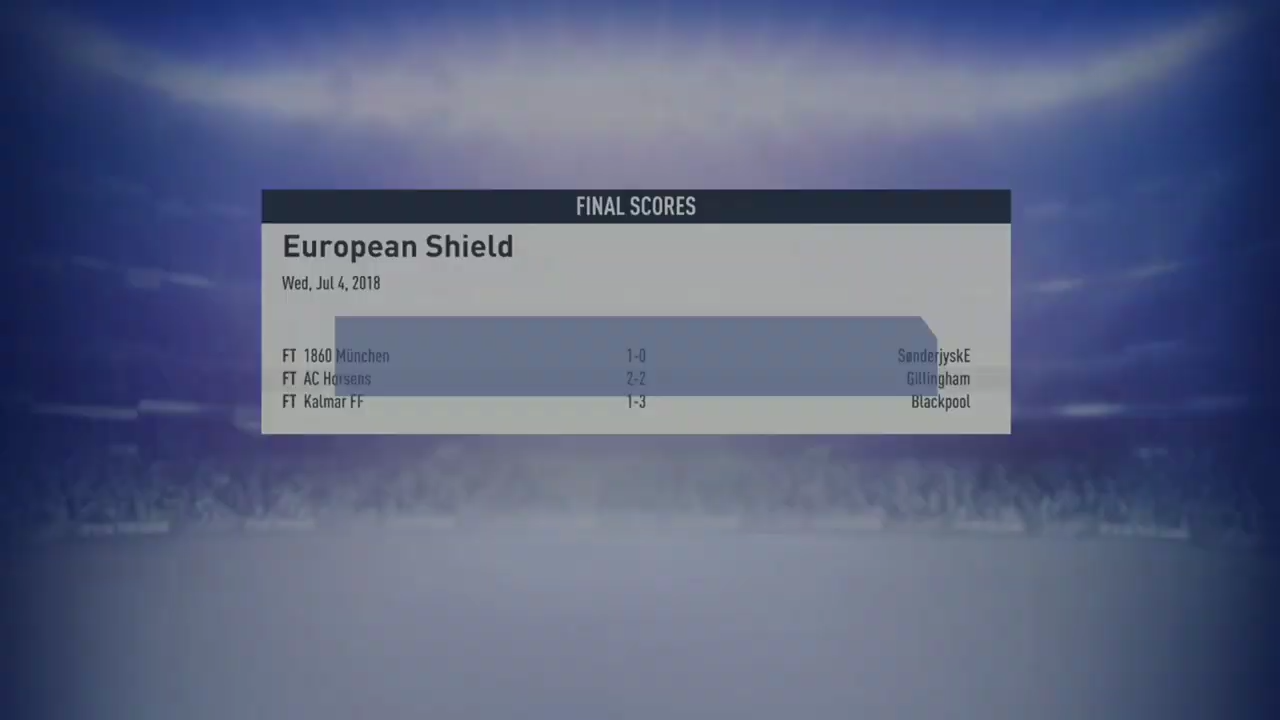 FINAL SCORES
European Shield
Wed, Jul 4, 2018
FT 1860 München 1-0 SønderjyskE
FT AC Horsens 2-2 Gillingham
FT Kalmar FF 1-3 Blackpool